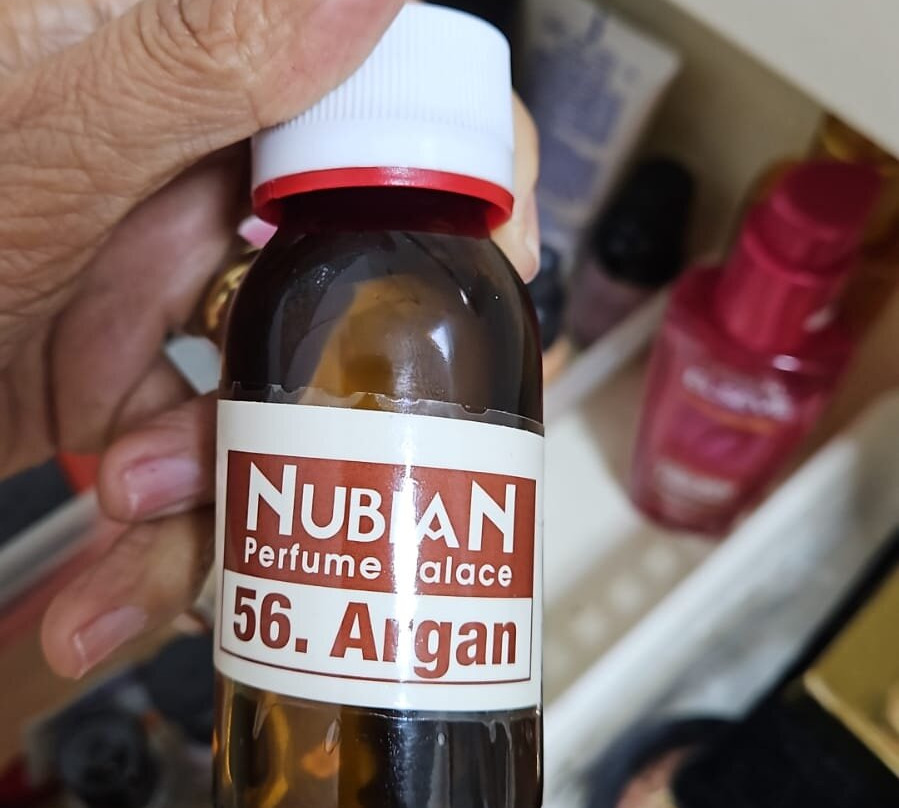 NUBIAN
Perfume Palace
56. Argan